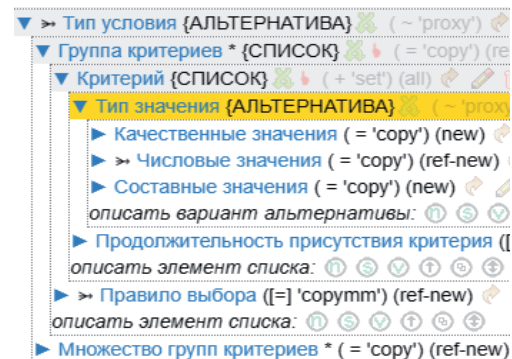 ▼ ➳ Тип условия {АЛЬТЕРНАТИВА} ( ~ 'proxy')
▼ Группа критериев * {СПИСОК} ( = 'copy') (re
▼ Критерий {СПИСОК} ( + 'set') (all)
▼ Тип значения {АЛЬТЕРНАТИВА} ( ~ 'proxy
▶ Качественные значения ( = 'copy') (new)
▶ ➳ Числовые значения ( = 'copy') (ref-new)
▶ Составные значения ( = 'copy') (new)
описать вариант альтернативы: n s v
▶ Продолжительность присутствия критерия ([
описать элемент списка: n s v
▶ ➳ Правило выбора ([=] 'copymm') (ref-new)
описать элемент списка: n s v
▶ Множество групп критериев * ( = 'copy') (ref-new)